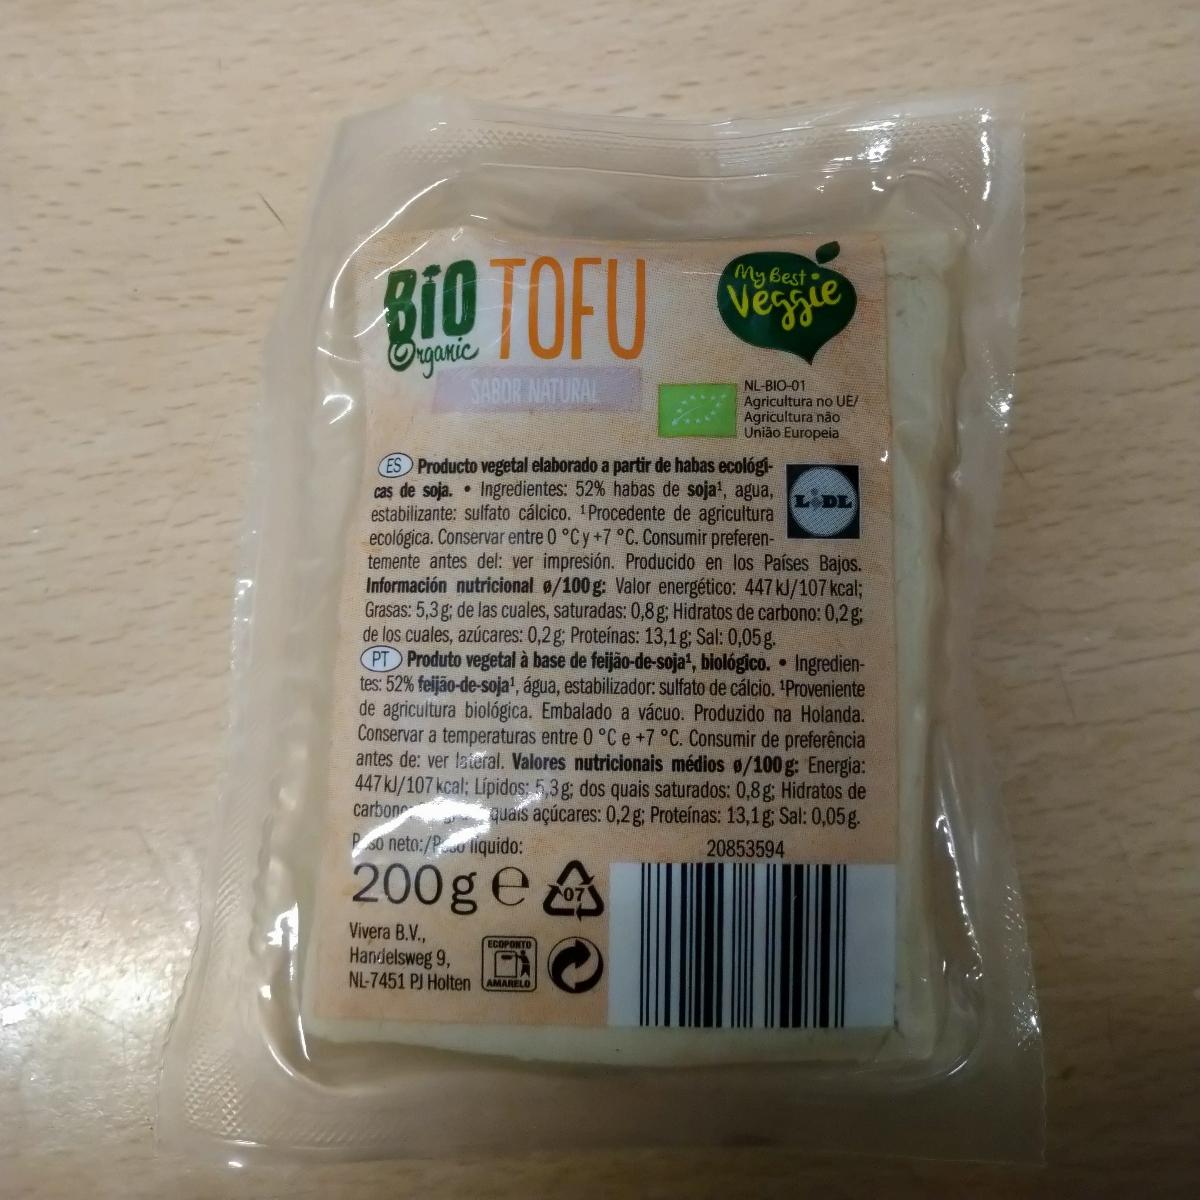 BIO Organic TOFU
My Best Veggie
SABOR NATURAL
NL-BIO-01
Agricultura no UE/
Agricultura não
União Europeia
ES Producto vegetal elaborado a partir de habas ecológi-
cas de soja. • Ingredientes: 52% habas de soja¹, agua,
estabilizante: sulfato cálcico. ¹Procedente de agricultura
ecológica. Conservar entre 0 °C y +7 °C. Consumir preferen-
temente antes del: ver impresión. Producido en los Países Bajos.
Información nutricional ø/100 g: Valor energético: 447 kJ/107 kcal;
Grasas: 5,3 g; de las cuales, saturadas: 0,8 g; Hidratos de carbono: 0,2 g;
de los cuales, azúcares: 0,2 g; Proteínas: 13,1 g; Sal: 0,05 g.
LIDL
PT Produto vegetal à base de feijão-de-soja¹, biológico. • Ingredien-
tes: 52% feijão-de-soja¹, água, estabilizador: sulfato de cálcio. ¹Proveniente
de agricultura biológica. Embalado a vácuo. Produzido na Holanda.
Conservar a temperaturas entre 0 °C e +7 °C. Consumir de preferência
antes de: ver lateral. Valores nutricionais médios ø/100 g: Energia:
447 kJ/107 kcal; Lípidos: 5,3 g; dos quais saturados: 0,8 g; Hidratos de
carbono quais açúcares: 0,2 g; Proteínas: 13,1 g; Sal: 0,05 g.
Peso neto:/Peso líquido:
20853594
200 g e
07
Vivera B.V.,
Handelsweg 9,
NL-7451 PJ Holten
ECOPONTO
AMARELO